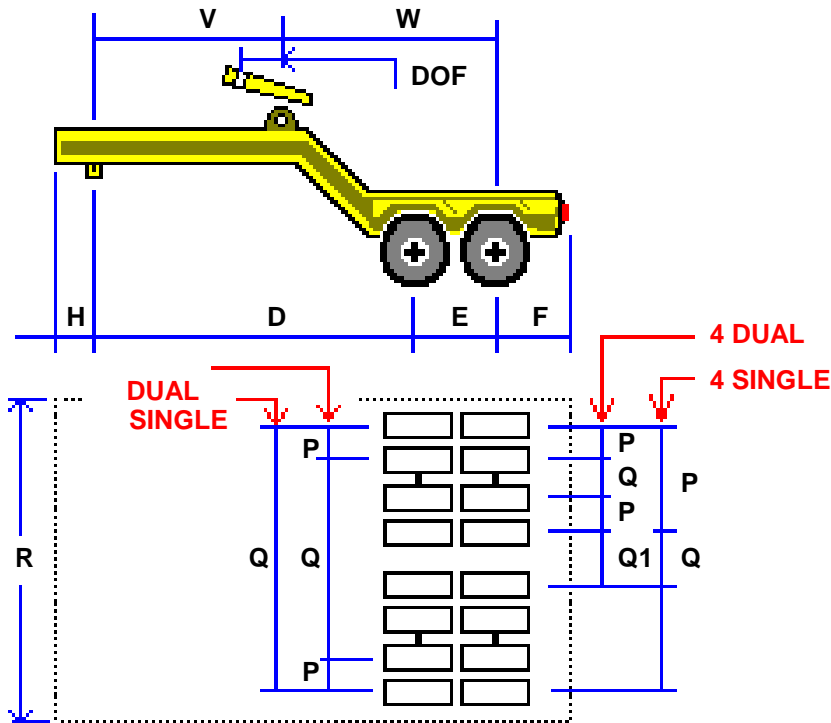 V W
DOF
H D E F
4 DUAL
4 SINGLE
DUAL
SINGLE
P P
Q P
P
R Q Q Q1 Q
P